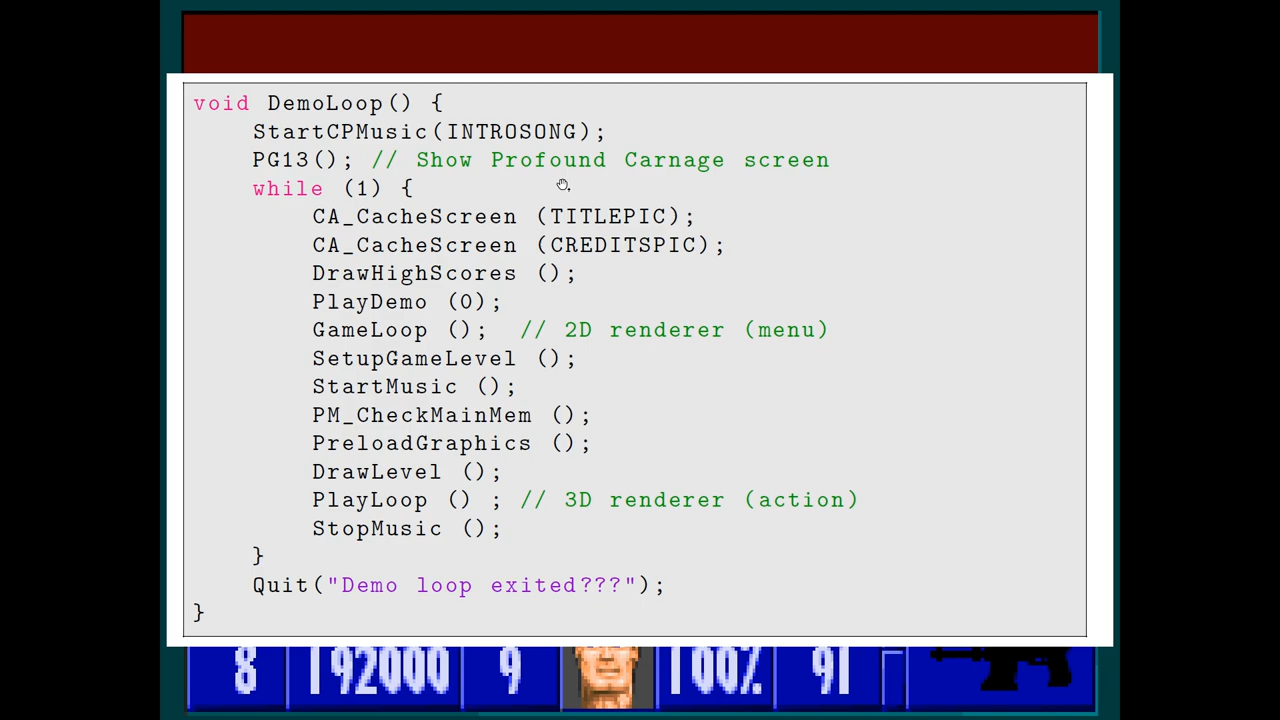 void DemoLoop() {
StartCPMusic(INTROSONG);
PG13(); // Show Profound Carnage screen
while (1) {
CA_CacheScreen (TITLEPIC);
CA_CacheScreen (CREDITSPIC);
DrawHighScores ();
PlayDemo (0);
GameLoop (); // 2D renderer (menu)
SetupGameLevel ();
StartMusic ();
PM_CheckMainMem ();
PreloadGraphics ();
DrawLevel ();
PlayLoop () ; // 3D renderer (action)
StopMusic ();
}
Quit("Demo loop exited???");
}
8 192000 9 100% 91